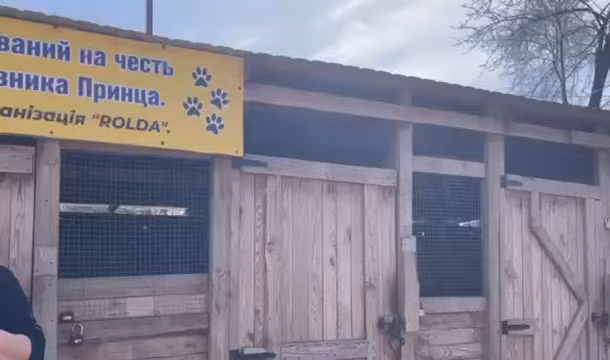 ваний на честь
вника Принца.
анізація "ROLDA".